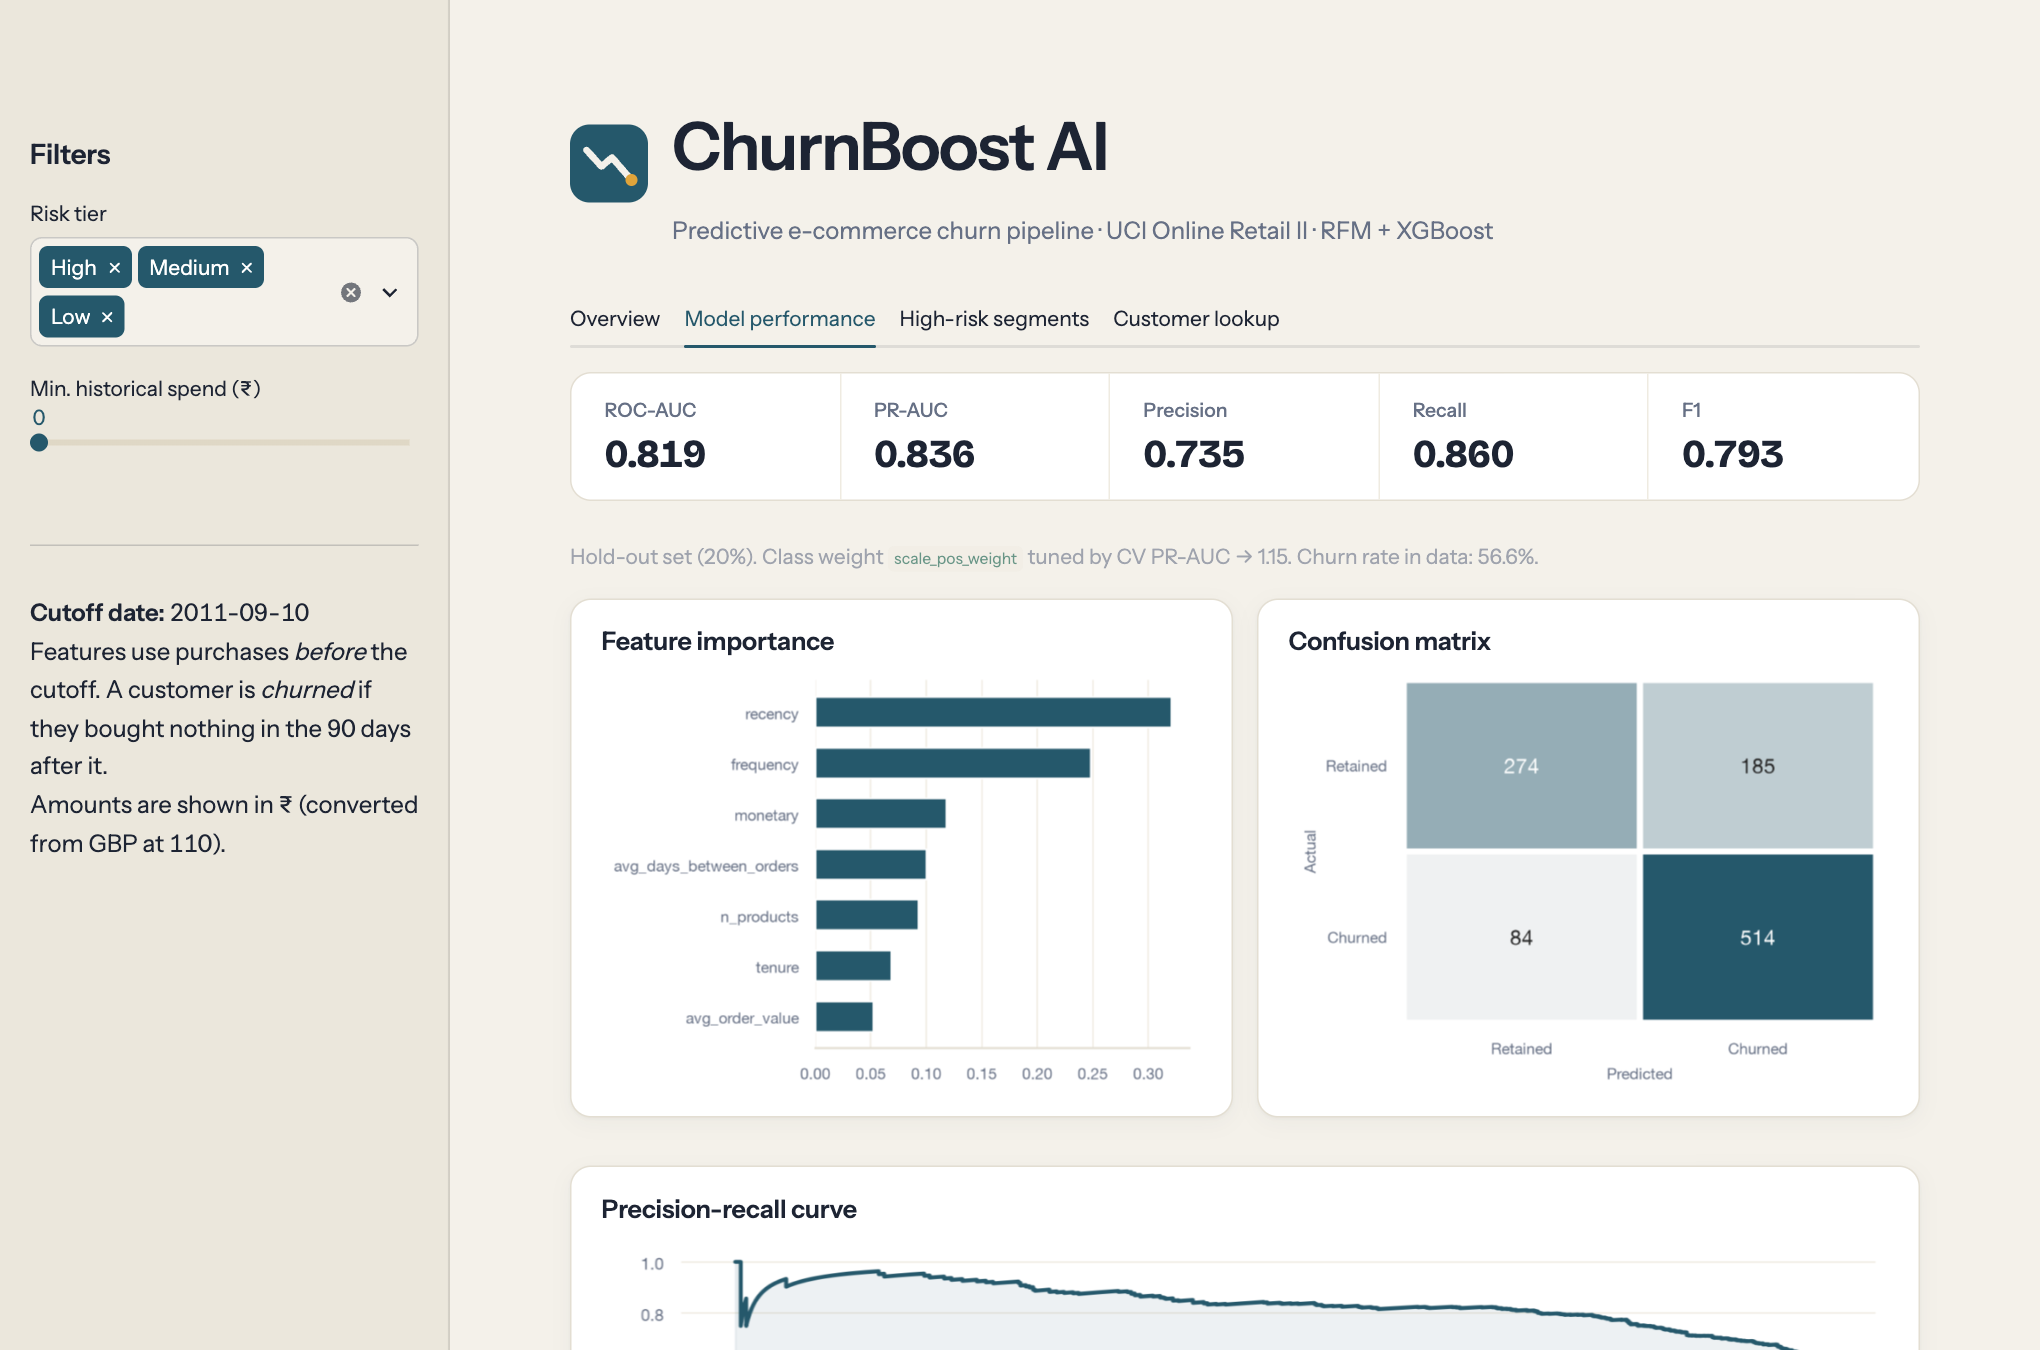 Filters
Risk tier
High ×
Medium ×
Low ×
Min. historical spend (₹)
0
Cutoff date: 2011-09-10
Features use purchases before the
cutoff. A customer is churned if
they bought nothing in the 90 days
after it.
Amounts are shown in ₹ (converted
from GBP at 110).
ChurnBoost AI
Predictive e-commerce churn pipeline · UCI Online Retail II · RFM + XGBoost
Overview
Model performance
High-risk segments
Customer lookup
ROC-AUC
0.819
PR-AUC
0.836
Precision
0.735
Recall
0.860
F1
0.793
Hold-out set (20%). Class weight scale_pos_weight tuned by CV PR-AUC → 1.15. Churn rate in data: 56.6%.
Feature importance
recency
frequency
monetary
avg_days_between_orders
n_products
tenure
avg_order_value
0.00 0.05 0.10 0.15 0.20 0.25 0.30
Confusion matrix
Actual
Retained
274
185
Churned
84
514
Retained
Churned
Predicted
Precision-recall curve
1.0
0.8